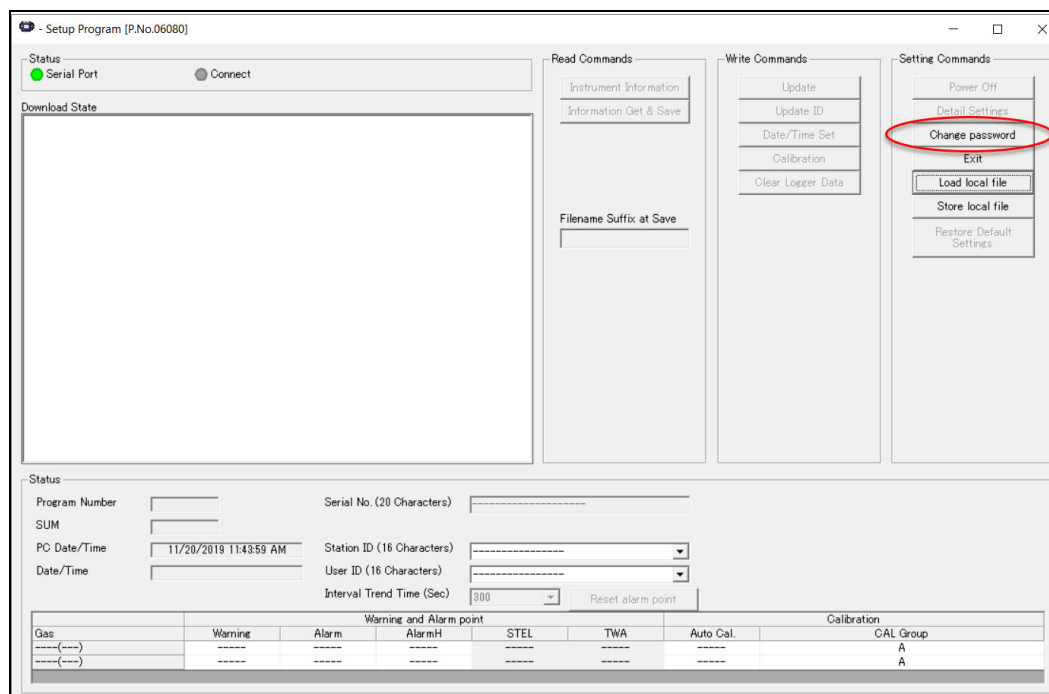 - Setup Program [P.No.06080]
Status
Serial Port Connect
Download State
Read Commands
Instrument Information
Information Get & Save
Filename Suffix at Save
Write Commands
Update
Update ID
Date/Time Set
Calibration
Clear Logger Data
Setting Commands
Power Off
Detail Settings
Change password
Exit
Load local file
Store local file
Restore Default
Settings
Status
Program Number
SUM
PC Date/Time 11/20/2019 11:43:59 AM
Date/Time
Serial No. (20 Characters) --------------------
Station ID (16 Characters) ----------------
User ID (16 Characters) ----------------
Interval Trend Time (Sec) 300 Reset alarm point
Warning and Alarm point Calibration
Gas Warning Alarm AlarmH STEL TWA Auto Cal. CAL Group
----(---) ----- ----- ----- ----- ----- ----- A
----(---) ----- ----- ----- ----- ----- ----- A